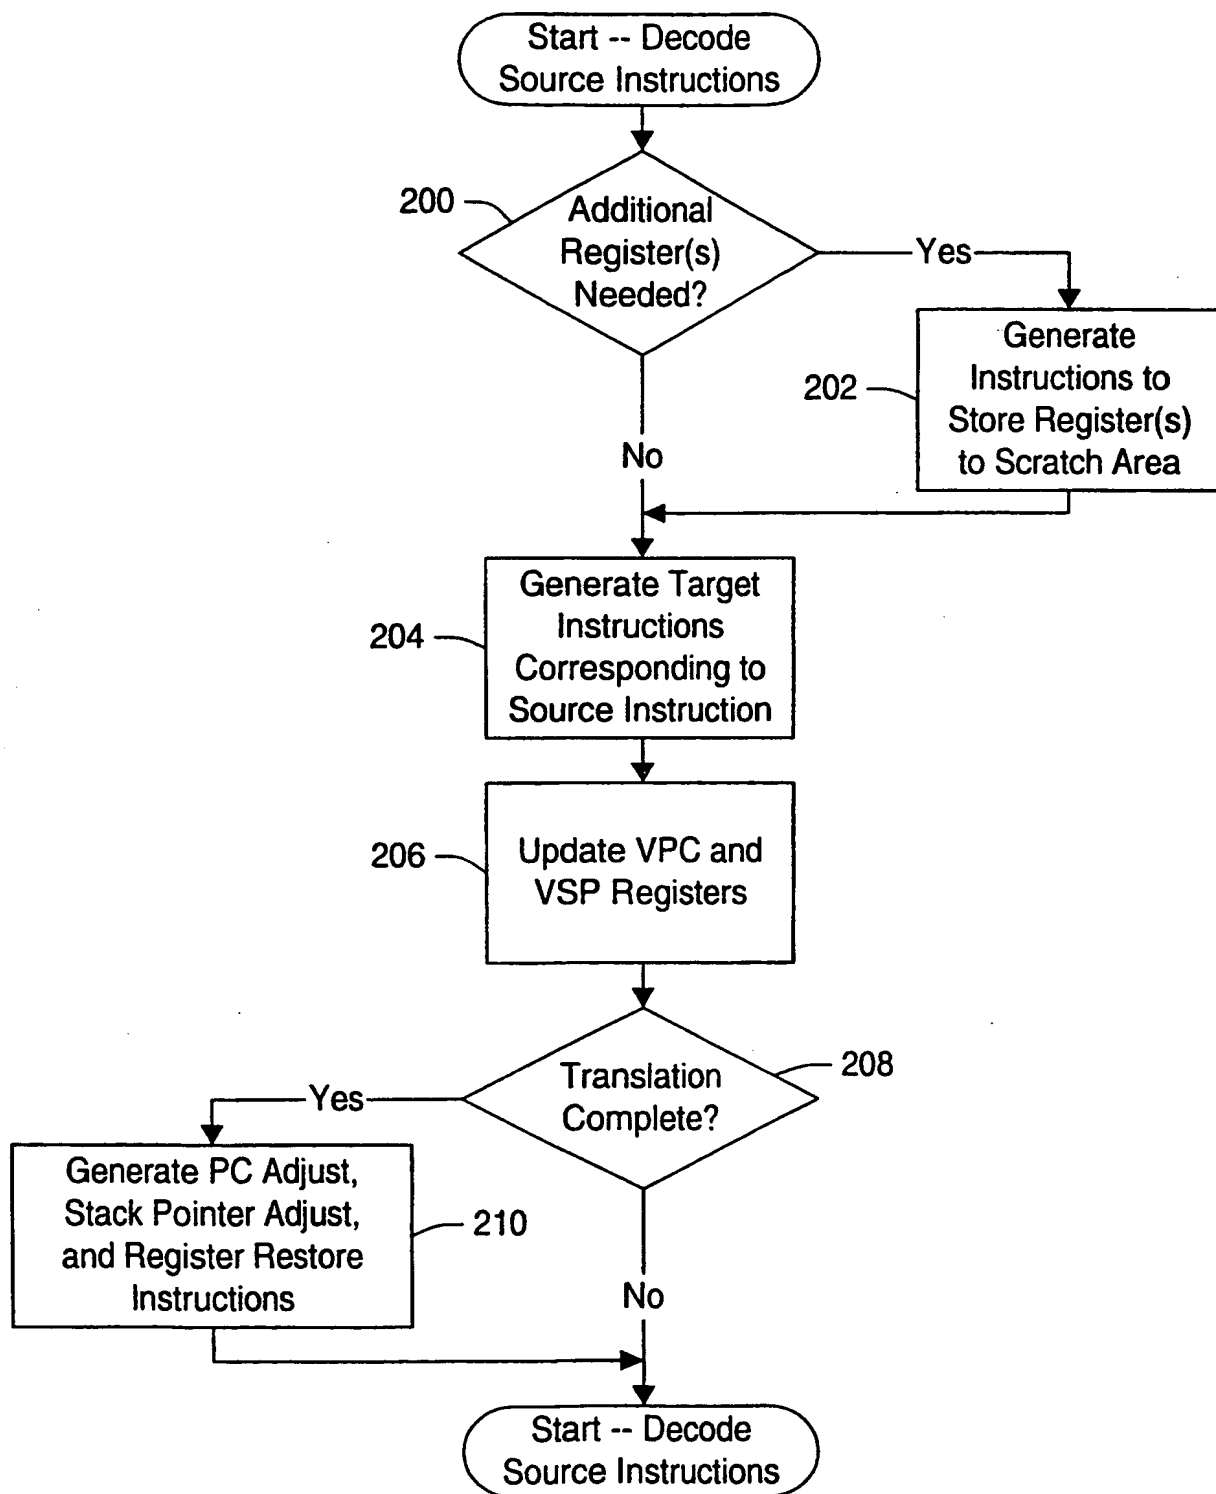 Start -- Decode
Source Instructions
200
Additional
Register(s)
Needed?
Yes
Generate
Instructions to
Store Register(s)
to Scratch Area
202
No
Generate Target
Instructions
Corresponding to
Source Instruction
204
Update VPC and
VSP Registers
206
Translation
Complete?
208
Yes
Generate PC Adjust,
Stack Pointer Adjust,
and Register Restore
Instructions
210
No
Start -- Decode
Source Instructions